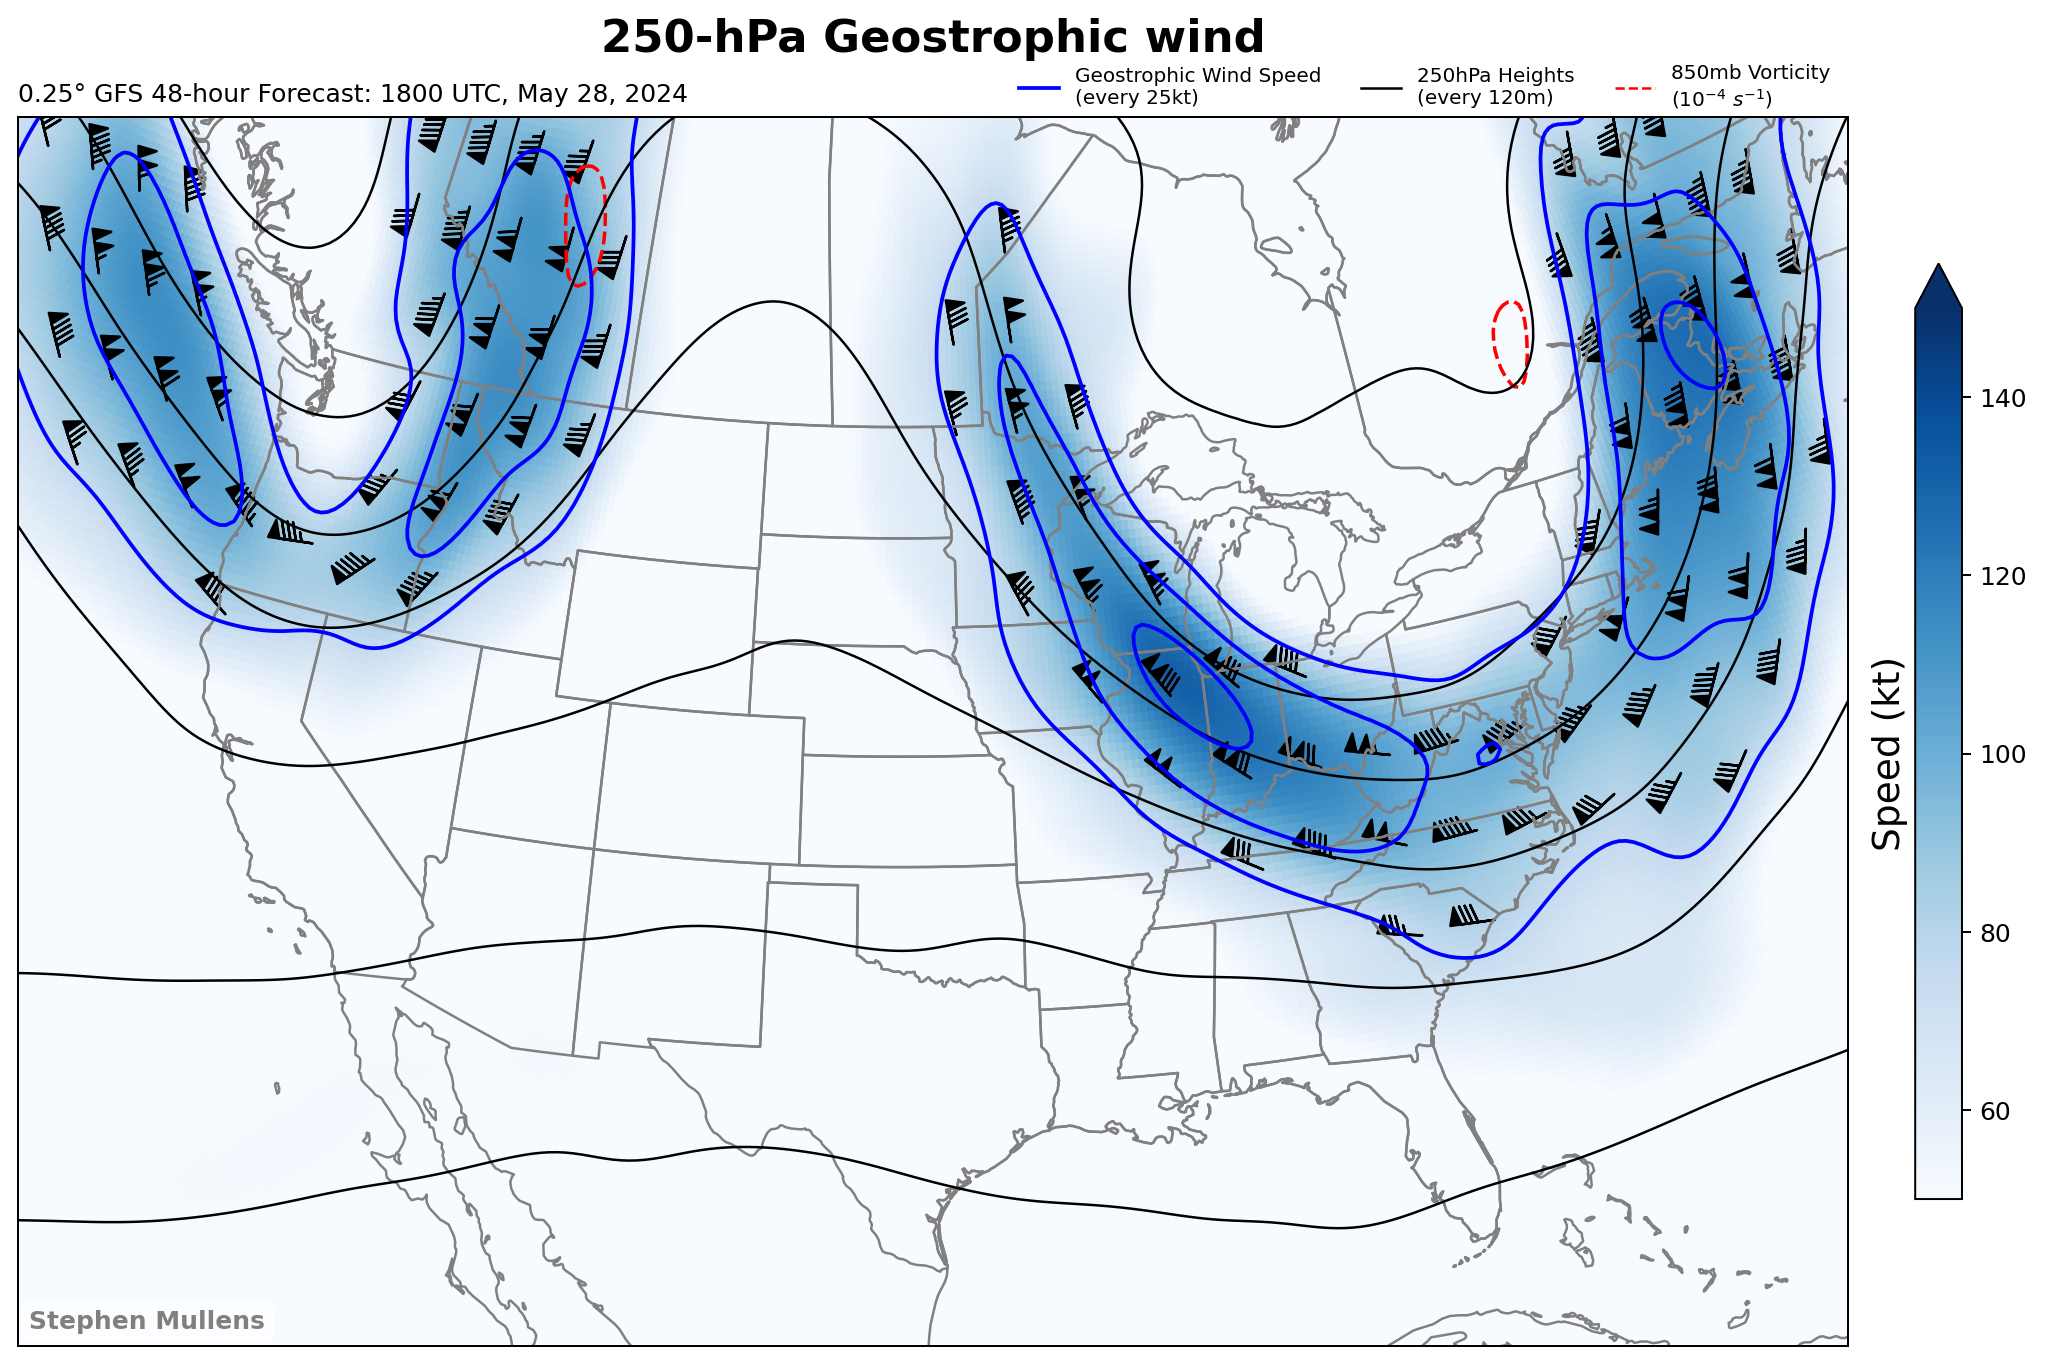 250-hPa Geostrophic wind
0.25° GFS 48-hour Forecast: 1800 UTC, May 28, 2024
Geostrophic Wind Speed
(every 25kt)
250hPa Heights
(every 120m)
850mb Vorticity
(10⁻⁴ s⁻¹)
140
120
100
80
60
Speed (kt)
Stephen Mullens